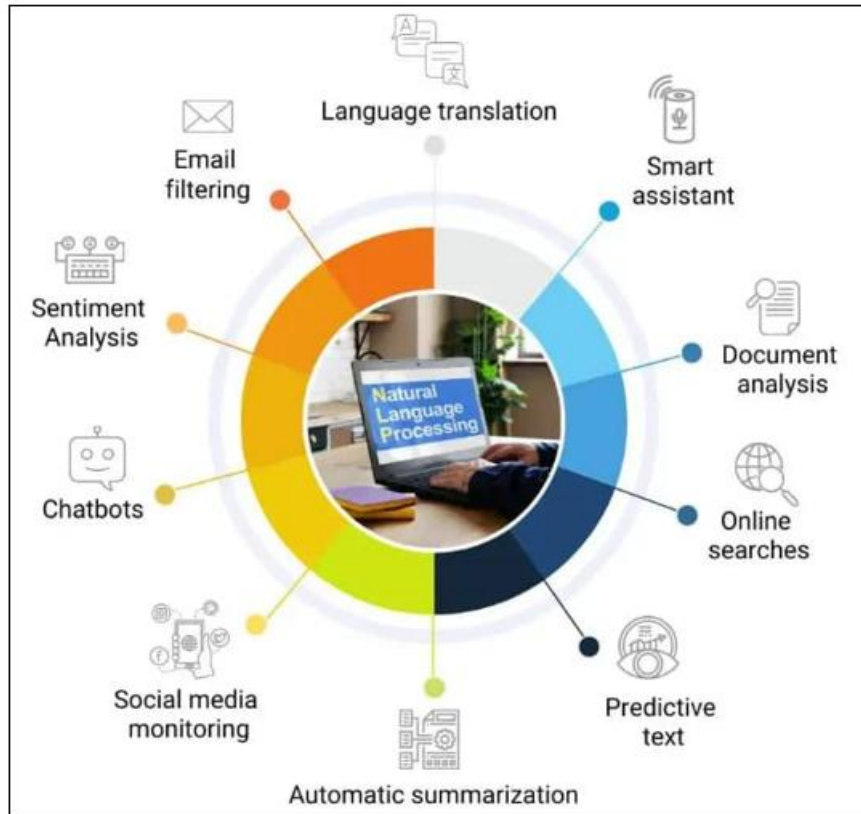 Language translation
Smart
assistant
Document
analysis
Online
searches
Predictive
text
Automatic summarization
Social media
monitoring
Chatbots
Sentiment
Analysis
Email
filtering
Natural
Language
Processing
A
文